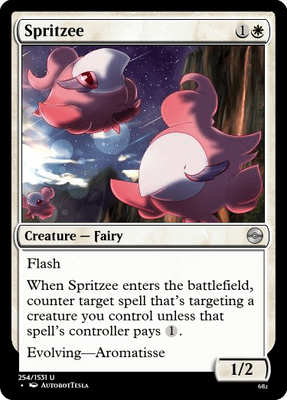 Spritzee 1
Creature — Fairy
Flash
When Spritzee enters the battlefield,
counter target spell that's targeting a
creature you control unless that
spell's controller pays 1.
Evolving—Aromatisse
1/2
254/1531 U
• AutobotTesla
68z